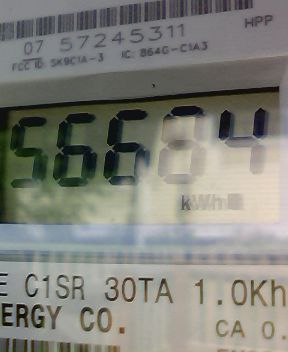 07 57245311
HPP
FCC ID: SK9C1A-3 IC: 864G-C1A3
56684
kWh
E C1SR 30TA 1.0Kh
ERGY CO.
CA 0.